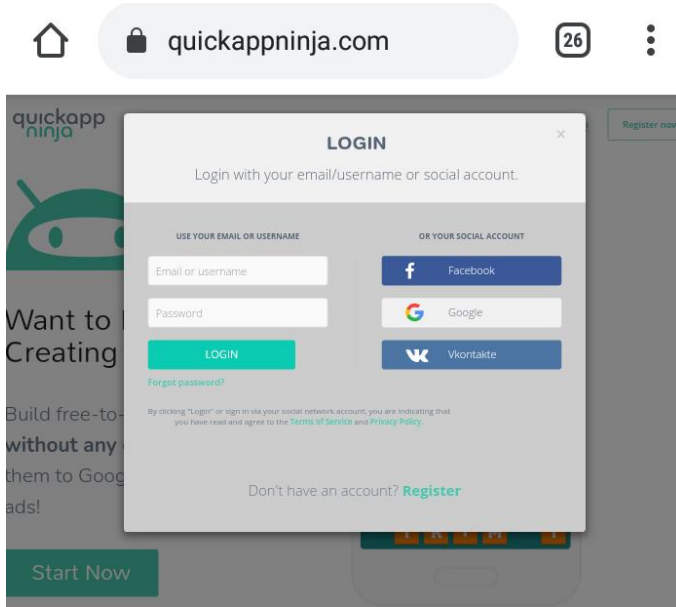 quickappninja.com
26
quickapp
ninja
Register now
LOGIN
×
Login with your email/username or social account.
USE YOUR EMAIL OR USERNAME
OR YOUR SOCIAL ACCOUNT
Email or username
f Facebook
Password
G Google
LOGIN
Vkontakte
Forgot password?
By clicking "Login" or sign in via your social network account, you are indicating that
you have read and agree to the Terms of Service and Privacy Policy.
Don't have an account? Register
Want to
Creating
Build free-to-
without any
them to Goog
ads!
Start Now